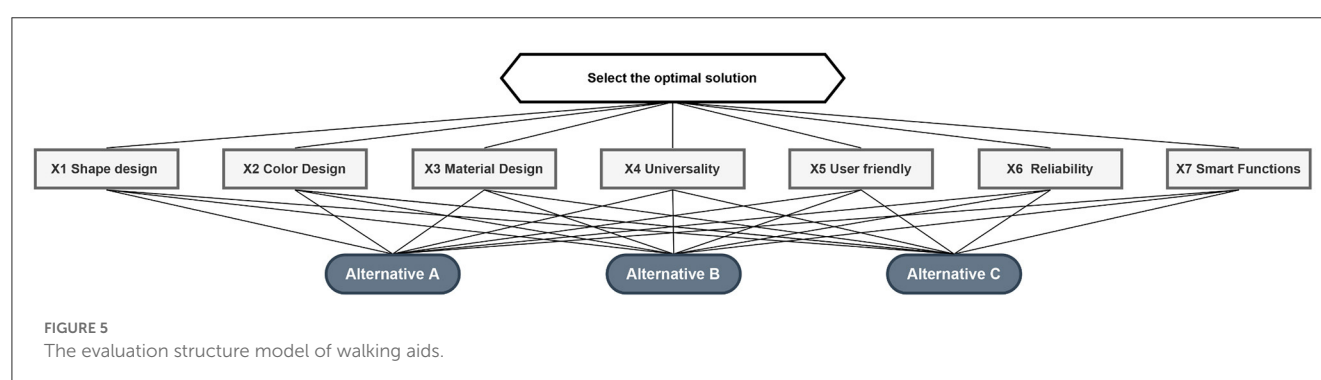 Select the optimal solution
X1 Shape design
X2 Color Design
X3 Material Design
X4 Universality
X5 User friendly
X6 Reliability
X7 Smart Functions
Alternative A
Alternative B
Alternative C
FIGURE 5
The evaluation structure model of walking aids.